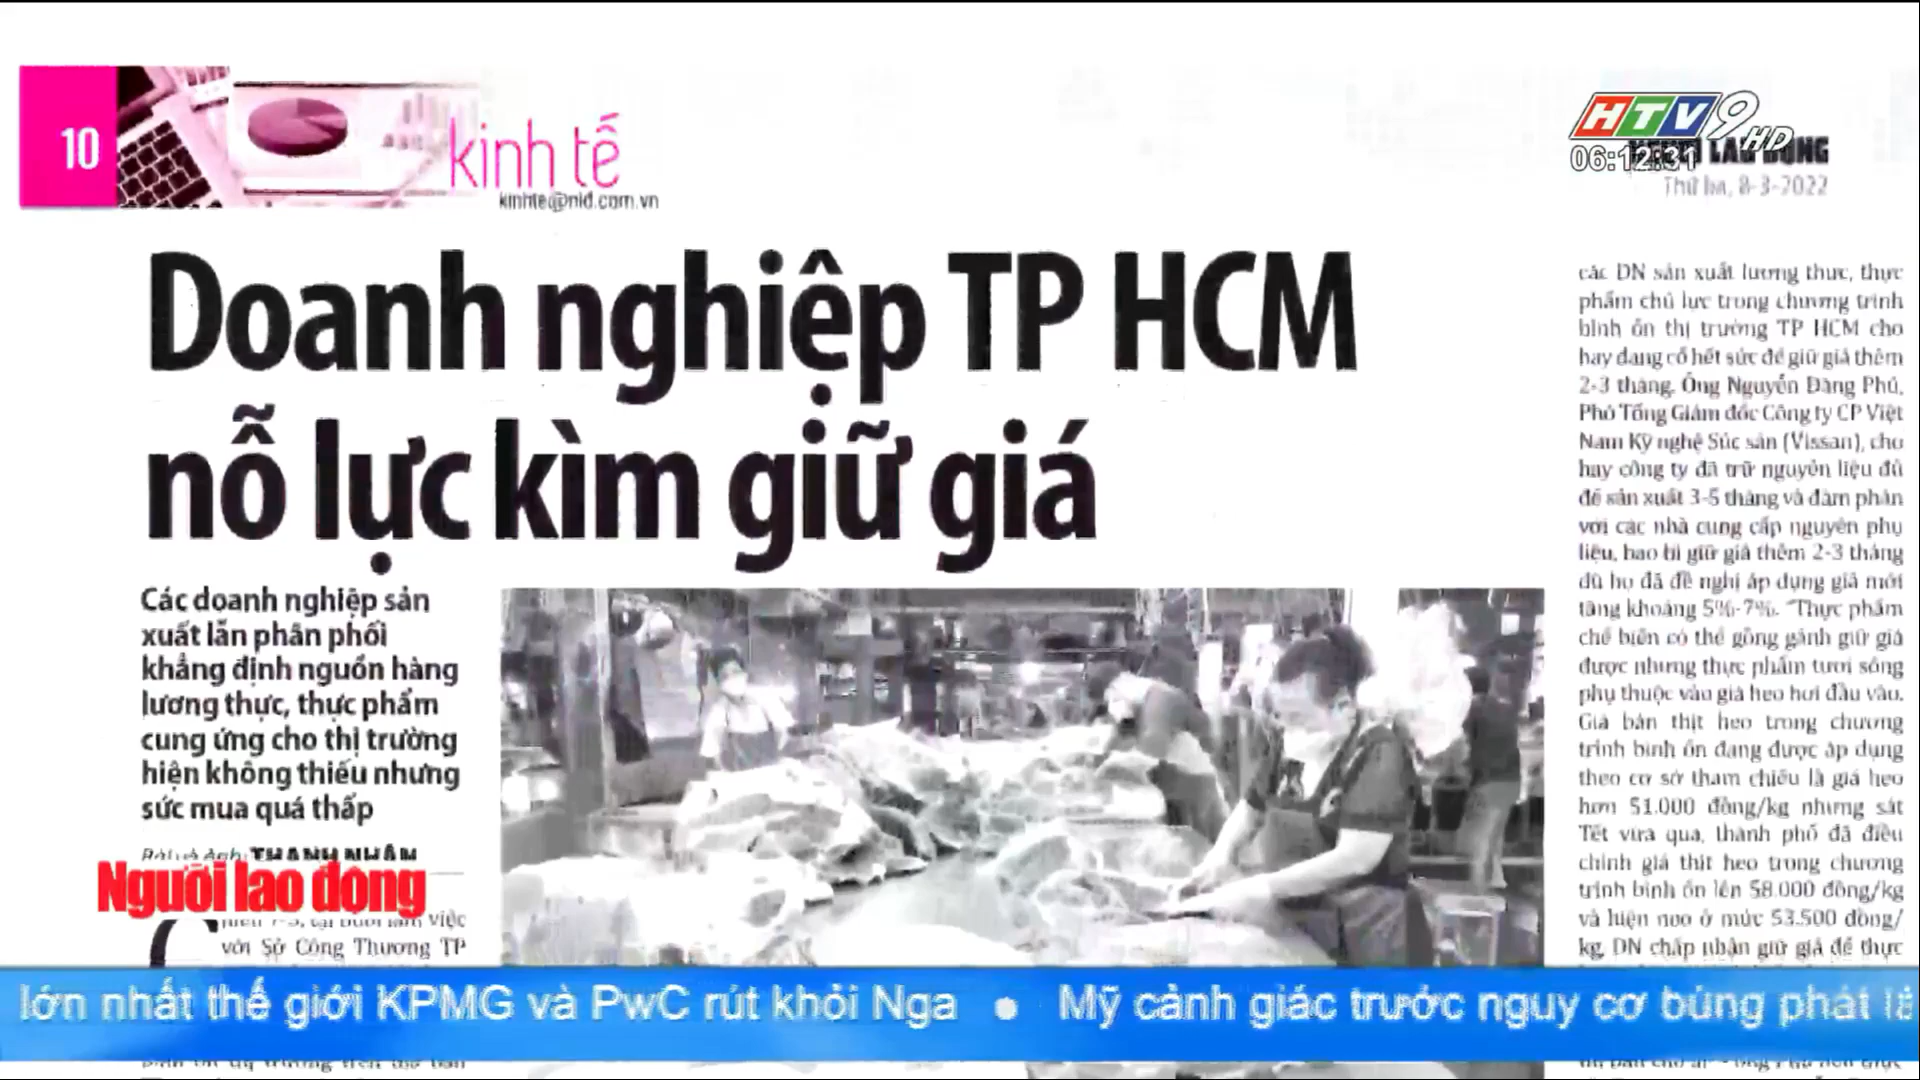 10
kinh tế
kinhte@nld.com.vn
HTV9 HD
06:12:31
LAO ĐỘNG
Thứ ba, 8-3-2022
Doanh nghiệp TP HCM
nỗ lực kìm giữ giá
Các doanh nghiệp sản
xuất lẫn phân phối
khẳng định nguồn hàng
lương thực, thực phẩm
cung ứng cho thị trường
hiện không thiếu nhưng
sức mua quá thấp
Bài và ảnh: THANH NHÂN
Người lao động
việc
với Sở Công Thương TP
các DN sản xuất lương thực, thực
phẩm chủ lực trong chương trình
bình ổn thị trường TP HCM cho
hay đang cố hết sức để giữ giá thêm
2-3 tháng. Ông Nguyễn Đăng Phú,
Phó Tổng Giám đốc Công ty CP Việt
Nam Kỹ nghệ Súc sản (Vissan), cho
hay công ty đã trữ nguyên liệu đủ
để sản xuất 3-5 tháng và đàm phán
với các nhà cung cấp nguyên phụ
liệu, bao bì giữ giá thêm 2-3 tháng
dù họ đã đề nghị áp dụng giá mới
tăng khoảng 5%-7%. "Thực phẩm
chế biến có thể gồng gánh giữ giá
được nhưng thực phẩm tươi sống
phụ thuộc vào giá heo hơi đầu vào.
Giá bán thịt heo trong chương
trình bình ổn đang được áp dụng
theo cơ sở tham chiếu là giá heo
hơi 51.000 đồng/kg nhưng sát
Tết vừa qua, thành phố đã điều
chỉnh giá thịt heo trong chương
trình bình ổn lên 58.000 đồng/kg
và hiện neo ở mức 53.500 đồng/
kg. DN chấp nhận giữ giá để thực
lớn nhất thế giới KPMG và PwC rút khỏi Nga • Mỹ cảnh giác trước nguy cơ bùng phát